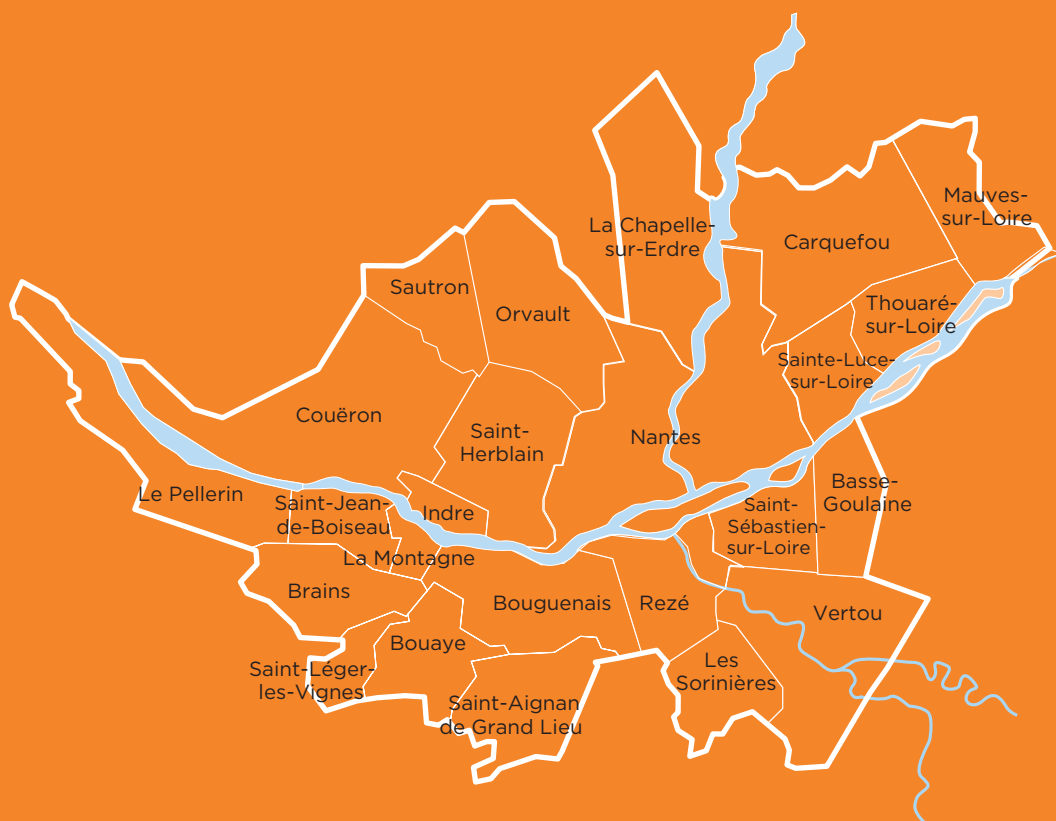 Mauves-
sur-Loire
La Chapelle-
sur-Erdre
Carquefou
Sautron
Orvault
Thouaré-
sur-Loire
Sainte-Luce-
sur-Loire
Couëron
Saint-
Herblain
Nantes
Le Pellerin
Saint-Jean-
de-Boiseau
Indre
Basse-
Goulaine
Saint-
Sébastien-
sur-Loire
La Montagne
Brains
Bouguenais
Rezé
Vertou
Bouaye
Saint-Léger-
les-Vignes
Les
Sorinières
Saint-Aignan
de Grand Lieu